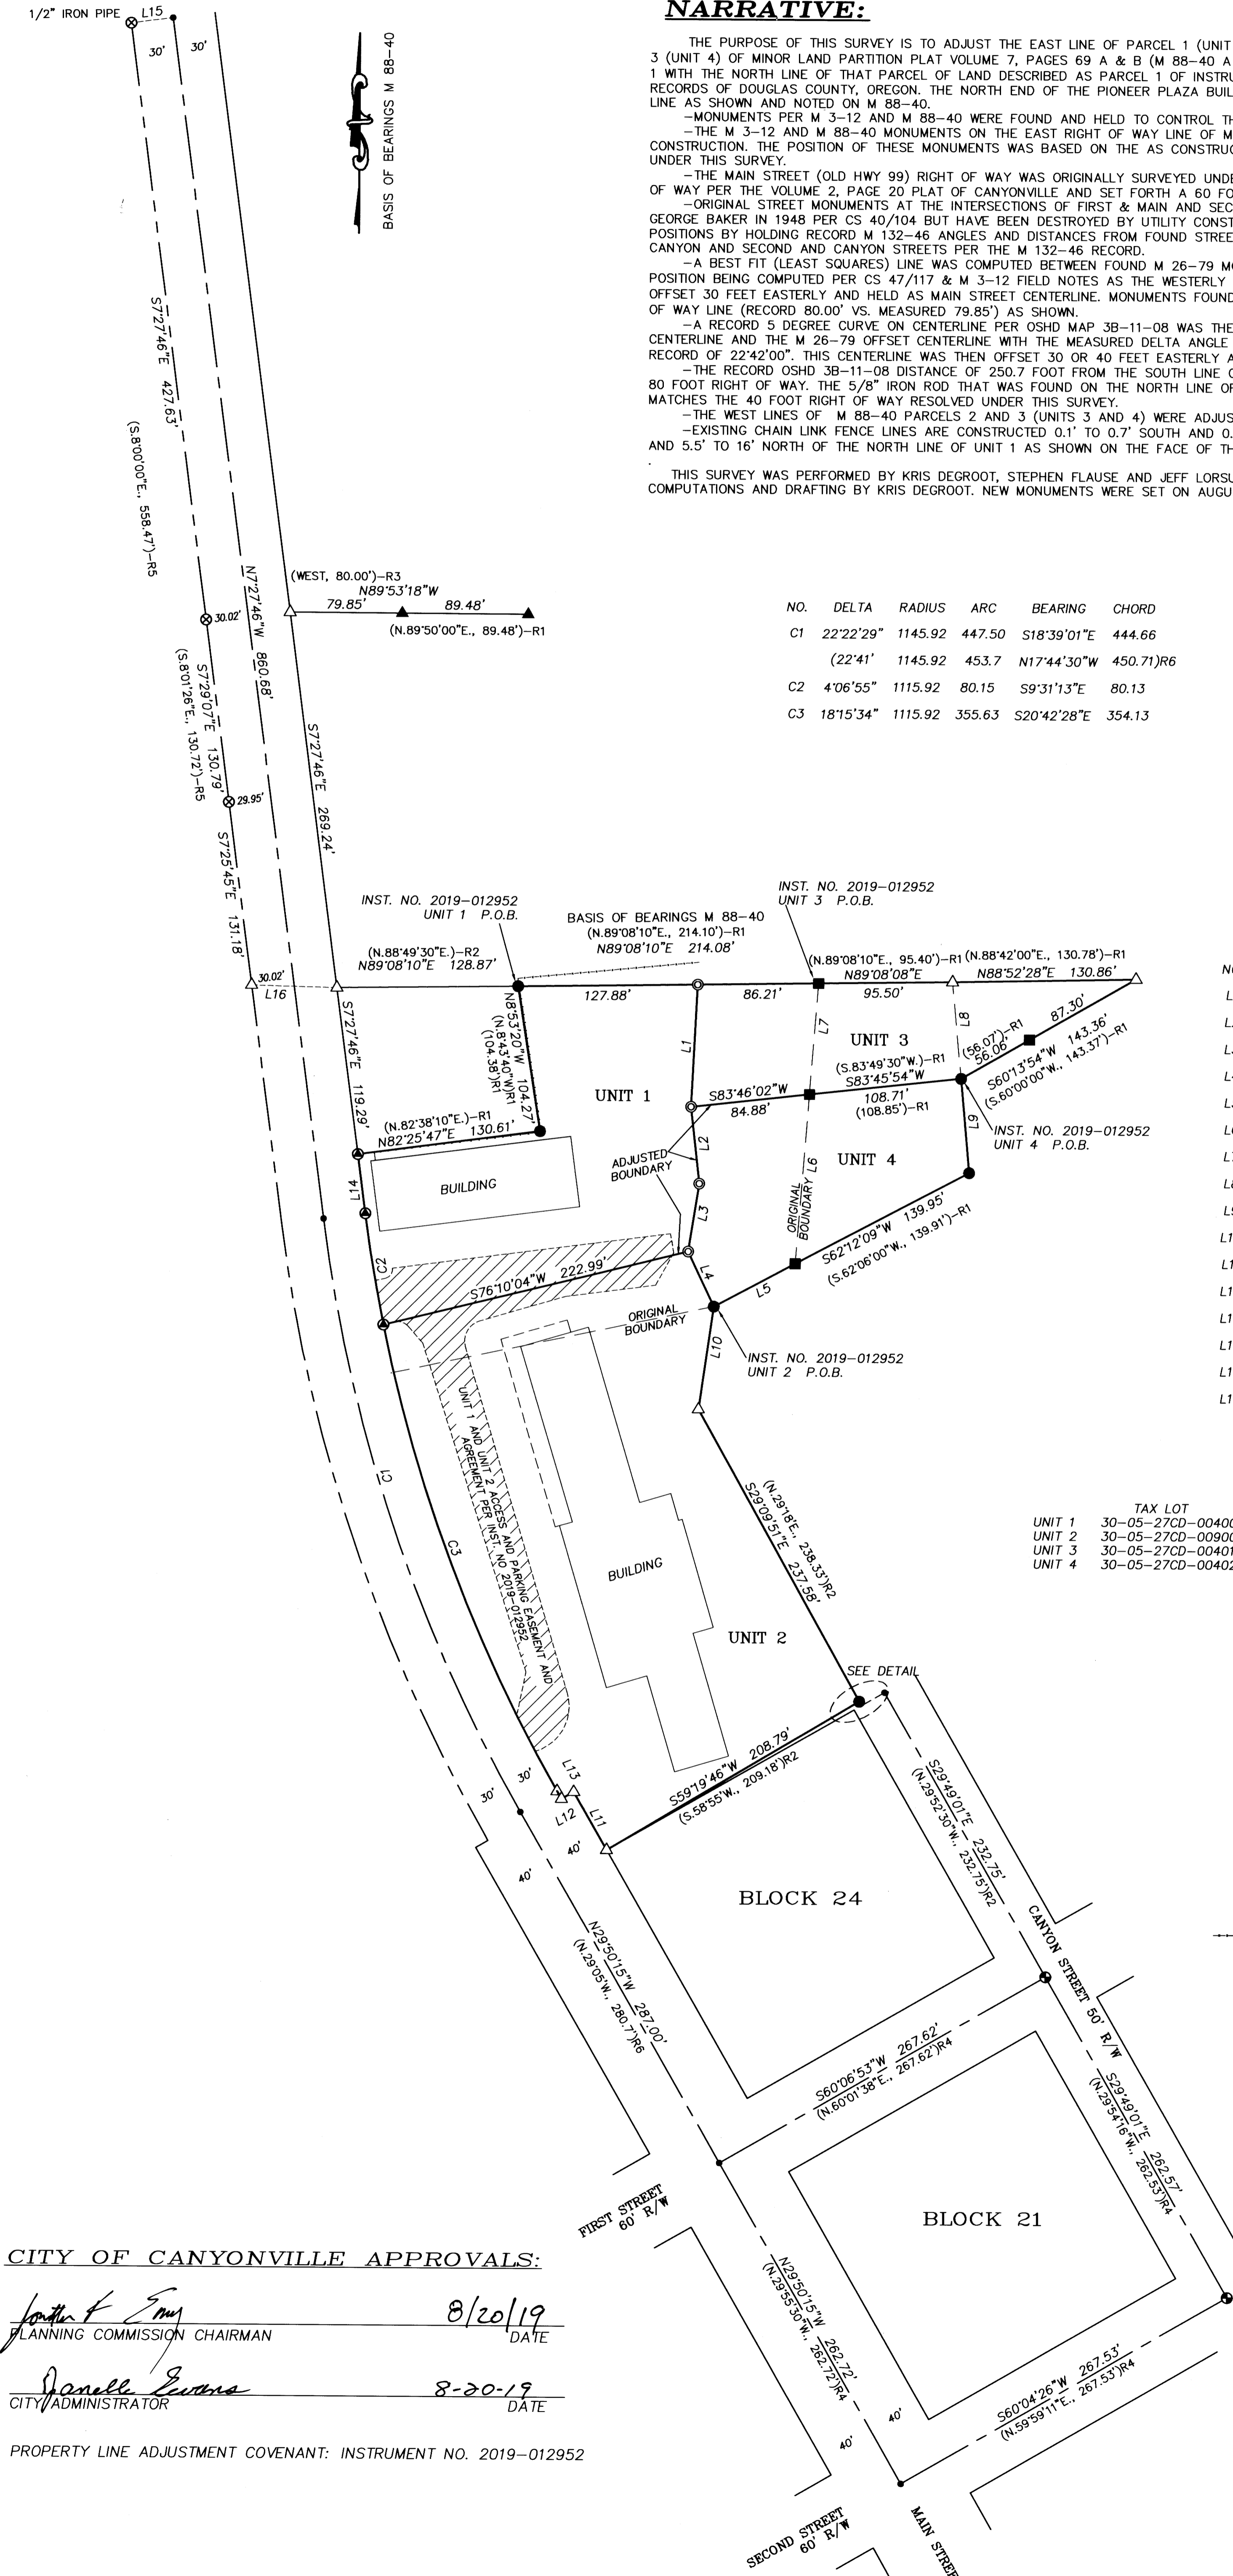 1/2" IRON PIPE
L15
30'
30'
BASIS OF BEARINGS M 88-40
NARRATIVE:
THE PURPOSE OF THIS SURVEY IS TO ADJUST THE EAST LINE OF PARCEL 1 (UNIT
3 (UNIT 4) OF MINOR LAND PARTITION PLAT VOLUME 7, PAGES 69 A & B (M 88-40 A
1 WITH THE NORTH LINE OF THAT PARCEL OF LAND DESCRIBED AS PARCEL 1 OF INSTRU
RECORDS OF DOUGLAS COUNTY, OREGON. THE NORTH END OF THE PIONEER PLAZA BUIL
LINE AS SHOWN AND NOTED ON M 88-40.
-MONUMENTS PER M 3-12 AND M 88-40 WERE FOUND AND HELD TO CONTROL TH
-THE M 3-12 AND M 88-40 MONUMENTS ON THE EAST RIGHT OF WAY LINE OF M
CONSTRUCTION. THE POSITION OF THESE MONUMENTS WAS BASED ON THE AS CONSTRUC
UNDER THIS SURVEY.
-THE MAIN STREET (OLD HWY 99) RIGHT OF WAY WAS ORIGINALLY SURVEYED UNDE
OF WAY PER THE VOLUME 2, PAGE 20 PLAT OF CANYONVILLE AND SET FORTH A 60 FO
-ORIGINAL STREET MONUMENTS AT THE INTERSECTIONS OF FIRST & MAIN AND SEC
GEORGE BAKER IN 1948 PER CS 40/104 BUT HAVE BEEN DESTROYED BY UTILITY CONST
POSITIONS BY HOLDING RECORD M 132-46 ANGLES AND DISTANCES FROM FOUND STREE
CANYON AND SECOND AND CANYON STREETS PER THE M 132-46 RECORD.
-A BEST FIT (LEAST SQUARES) LINE WAS COMPUTED BETWEEN FOUND M 26-79 M
POSITION BEING COMPUTED PER CS 47/117 & M 3-12 FIELD NOTES AS THE WESTERLY
OFFSET 30 FEET EASTERLY AND HELD AS MAIN STREET CENTERLINE. MONUMENTS FOUND
OF WAY LINE (RECORD 80.00' VS. MEASURED 79.85') AS SHOWN.
-A RECORD 5 DEGREE CURVE ON CENTERLINE PER OSHD MAP 3B-11-08 WAS THE
CENTERLINE AND THE M 26-79 OFFSET CENTERLINE WITH THE MEASURED DELTA ANGLE
RECORD OF 22°42'00". THIS CENTERLINE WAS THEN OFFSET 30 OR 40 FEET EASTERLY A
-THE RECORD OSHD 3B-11-08 DISTANCE OF 250.7 FOOT FROM THE SOUTH LINE
80 FOOT RIGHT OF WAY. THE 5/8" IRON ROD THAT WAS FOUND ON THE NORTH LINE OF
MATCHES THE 40 FOOT RIGHT OF WAY RESOLVED UNDER THIS SURVEY.
-THE WEST LINES OF M 88-40 PARCELS 2 AND 3 (UNITS 3 AND 4) WERE ADJUS
-EXISTING CHAIN LINK FENCE LINES ARE CONSTRUCTED 0.1' TO 0.7' SOUTH AND 0.
AND 5.5' TO 16' NORTH OF THE NORTH LINE OF UNIT 1 AS SHOWN ON THE FACE OF TH
.
THIS SURVEY WAS PERFORMED BY KRIS DEGROOT, STEPHEN FLAUSE AND JEFF LORSU
COMPUTATIONS AND DRAFTING BY KRIS DEGROOT. NEW MONUMENTS WERE SET ON AUGU
S7°27'46"E 427.63'
(S.8°00'00"E., 558.47')-R5
30.02'
N7°27'46"W 860.68'
S7°29'07"E 130.79'
(S.8°01'26"E., 130.72')-R5
29.95'
S7°25'45"E 131.18'
30.02'
L16
(WEST, 80.00')-R3
N89°53'18"W
79.85' 89.48'
(N.89°50'00"E., 89.48')-R1
S7°27'46"E 269.24'
NO. DELTA RADIUS ARC BEARING CHORD
C1 22°22'29" 1145.92 447.50 S18°39'01"E 444.66
(22°41' 1145.92 453.7 N17°44'30"W 450.71)R6
C2 4°06'55" 1115.92 80.15 S9°31'13"E 80.13
C3 18°15'34" 1115.92 355.63 S20°42'28"E 354.13
INST. NO. 2019-012952
UNIT 1 P.O.B.
BASIS OF BEARINGS M 88-40
(N.89°08'10"E., 214.10')-R1
N89°08'10"E 214.08'
INST. NO. 2019-012952
UNIT 3 P.O.B.
(N.88°49'30"E.)-R2
N89°08'10"E 128.87'
127.88'
86.21'
(N.89°08'10"E., 95.40')-R1
N89°08'08"E
95.50'
(N.88°42'00"E., 130.78')-R1
N88°52'28"E 130.86'
N8°53'20"W 104.27'
(N.8°43'40"W)R1
(104.38')R1
S7°27'46"E 119.29'
L1
L7
L8
UNIT 3
87.30'
(56.07')-R1
56.06'
S60°13'54"W 143.36'
(S.60°00'00"W., 143.37')-R1
UNIT 1
S83°46'02"W
84.88'
(S.83°49'30"W.)-R1
S83°45'54"W
108.71'
(108.85')-R1
(N.82°38'10"E.)-R1
N82°25'47"E 130.61'
INST. NO. 2019-012952
UNIT 4 P.O.B.
L9
L2
ADJUSTED
BOUNDARY
UNIT 4
BUILDING
L14
L3
ORIGINAL
BOUNDARY L6
S62°12'09"W 139.95'
(S.62°06'00"W., 139.91')-R1
C2
S76°10'04"W 222.99'
L4
L5
ORIGINAL
BOUNDARY
L10
INST. NO. 2019-012952
UNIT 2 P.O.B.
UNIT 1 AND UNIT 2 ACCESS AND PARKING EASEMENT AND
AGREEMENT PER INST. NO 2019-012952
C1
C3
BUILDING
(N.29°18'E., 238.33')R2
S29°09'51"E 237.58'
TAX LOT
UNIT 1 30-05-27CD-00400
UNIT 2 30-05-27CD-00900
UNIT 3 30-05-27CD-00401
UNIT 4 30-05-27CD-00402
UNIT 2
SEE DETAIL
S59°19'46"W 208.79'
(S.58°55'W., 209.18')R2
L13
L12
L11
30'
30'
40'
40'
S29°49'01"E 232.75'
(N.29°52'30"W., 232.75')R2
BLOCK 24
CANYON STREET 50' R/W
N29°50'15"W 287.00'
(N.29°05'W., 280.7')R6
S60°06'53"W 267.62'
(N.60°01'38"E., 267.62')R4
S29°49'01"E 262.57'
(N.29°54'16"W., 262.53')R4
FIRST STREET
60' R/W
BLOCK 21
N29°50'15"W 262.72'
(N.29°55'30"W., 262.72')R4
S60°04'26"W 267.53'
(N.59°59'11"E., 267.53')R4
40'
40'
SECOND STREET
60' R/W
MAIN STREE
CITY OF CANYONVILLE APPROVALS:
8/20/19
PLANNING COMMISSION CHAIRMAN DATE
Janelle Evans 8-20-19
CITY ADMINISTRATOR DATE
PROPERTY LINE ADJUSTMENT COVENANT: INSTRUMENT NO. 2019-012952